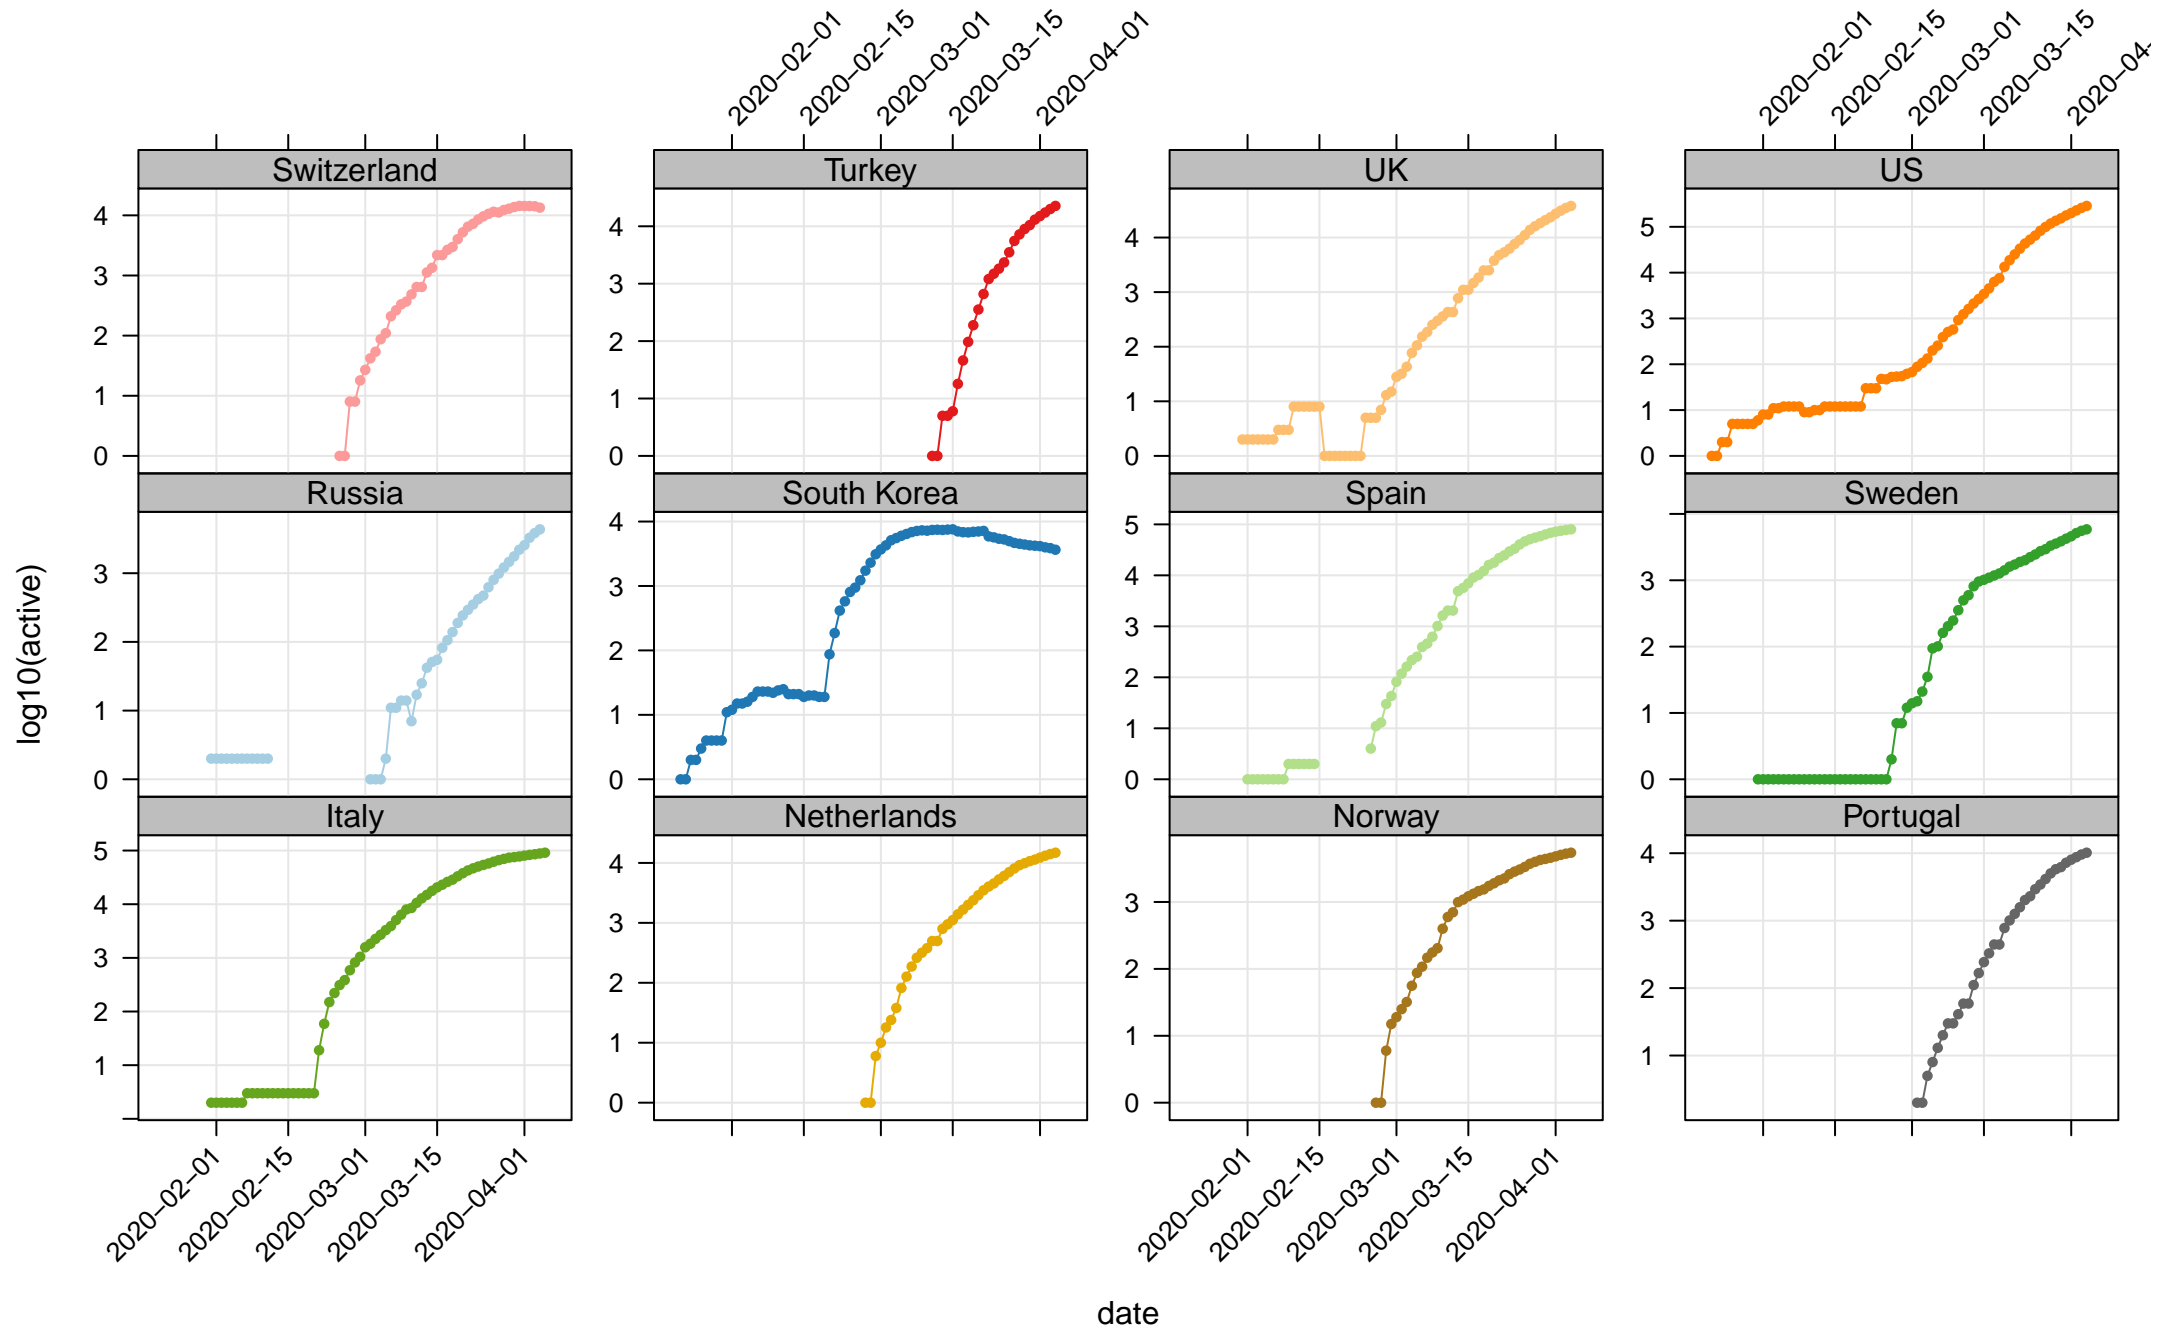 2020−02−01 2020−02−15 2020−03−01 2020−03−15 2020−04−01 2020−02−01 2020−02−15 2020−03−01 2020−03−15 2020−04−
Switzerland Turkey UK US
4 3 2 1 0
4 3 2 1 0
4 3 2 1 0
5 4 3 2 1 0
Russia South Korea Spain Sweden
3 2 1 0
4 3 2 1 0
5 4 3 2 1 0
3 2 1 0
Italy Netherlands Norway Portugal
5 4 3 2 1
4 3 2 1 0
3 2 1 0
4 3 2 1
2020−02−01 2020−02−15 2020−03−01 2020−03−15 2020−04−01 2020−02−01 2020−02−15 2020−03−01 2020−03−15 2020−04−01
log10(active)
date